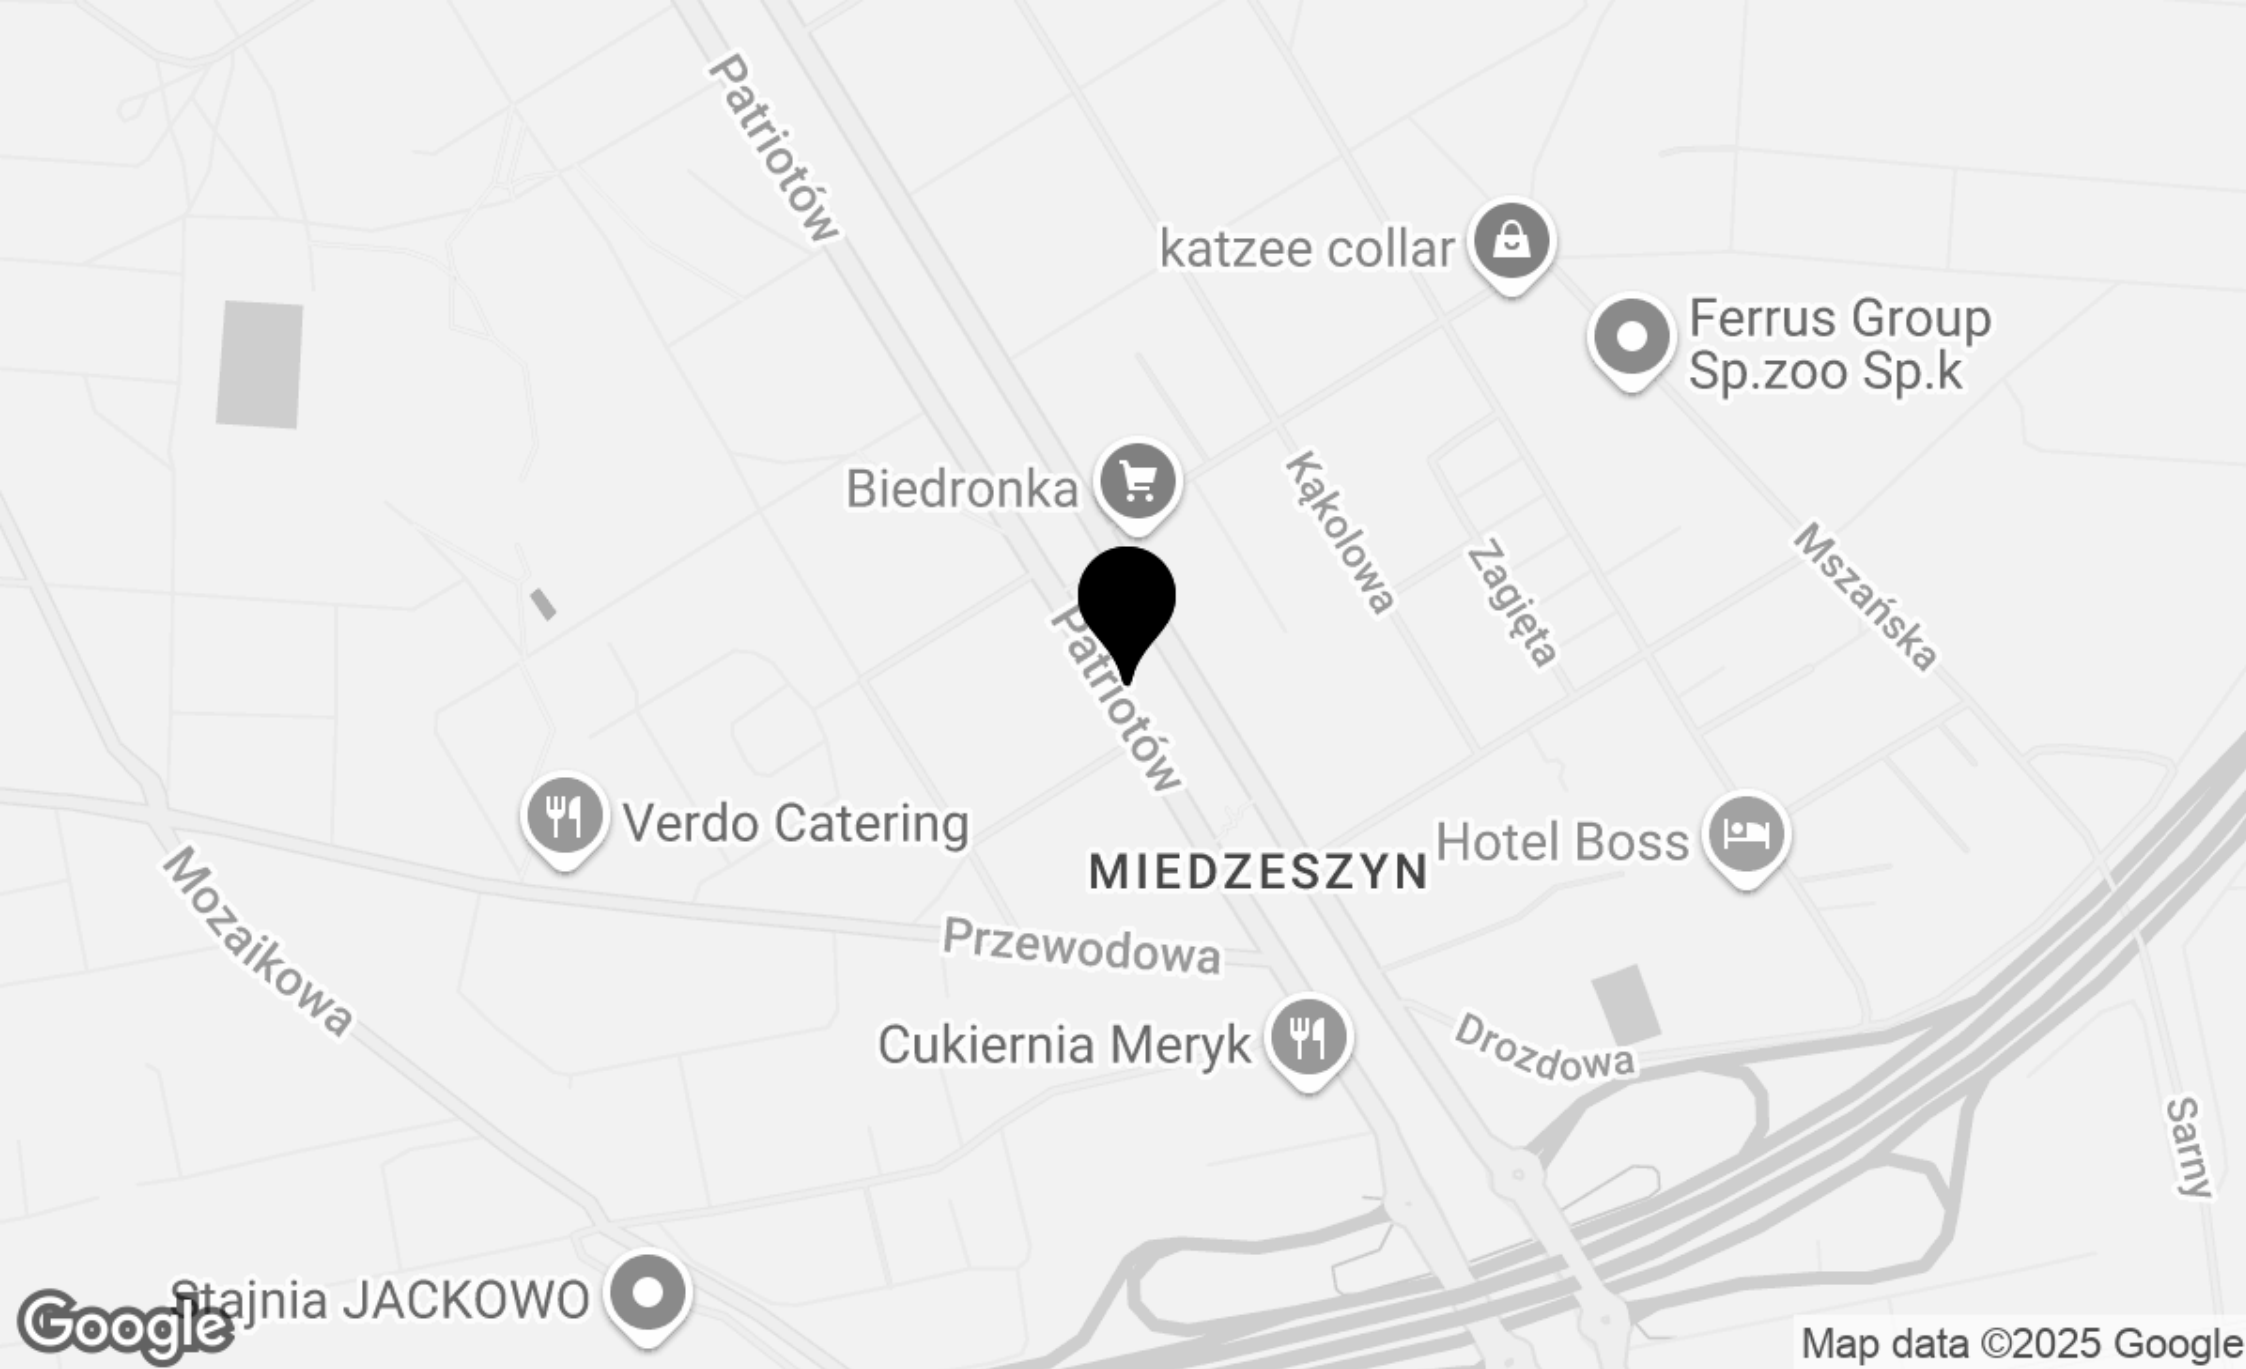 Patriotów
katzee collar
Ferrus Group
Sp.zoo Sp.k
Biedronka
Kąkolowa
Zagięta
Mszańska
Patriotów
Verdo Catering
MIEDZESZYN
Hotel Boss
Mozaikowa
Przewodowa
Cukiernia Meryk
Drozdowa
Sarny
Stajnia JACKOWO
Google
Map data ©2025 Google